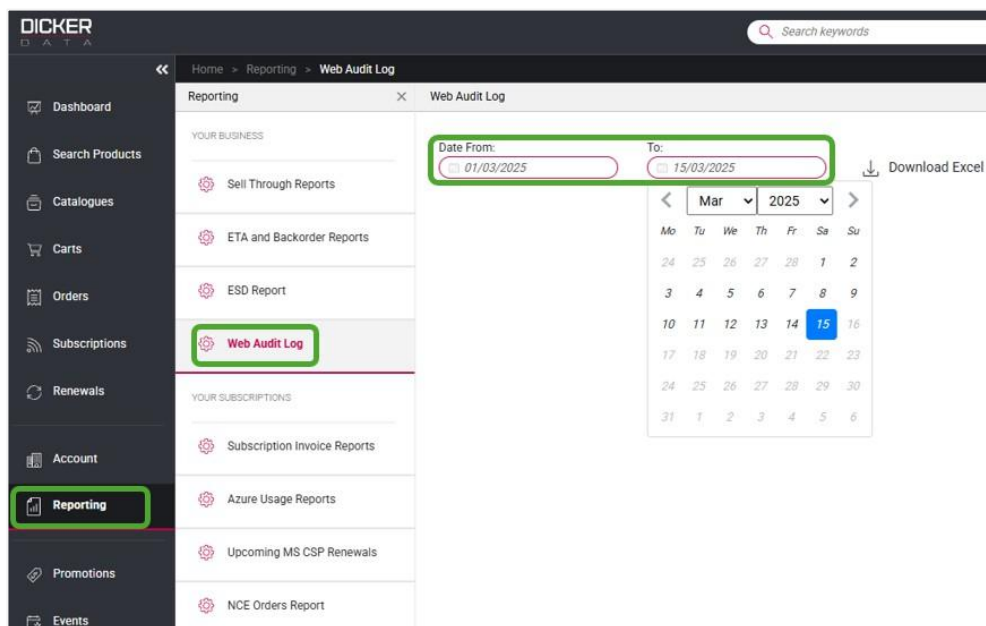 DICKER
DATA
Search keywords
Home > Reporting > Web Audit Log
Dashboard
Search Products
Catalogues
Carts
Orders
Subscriptions
Renewals
Account
Reporting
Promotions
Events
Reporting
YOUR BUSINESS
Sell Through Reports
ETA and Backorder Reports
ESD Report
Web Audit Log
YOUR SUBSCRIPTIONS
Subscription Invoice Reports
Azure Usage Reports
Upcoming MS CSP Renewals
NCE Orders Report
Web Audit Log
Date From: To:
01/03/2025 15/03/2025 Download Excel
Mar 2025
Mo Tu We Th Fr Sa Su
24 25 26 27 28 1 2
3 4 5 6 7 8 9
10 11 12 13 14 15 16
17 18 19 20 21 22 23
24 25 26 27 28 29 30
31 1 2 3 4 5 6